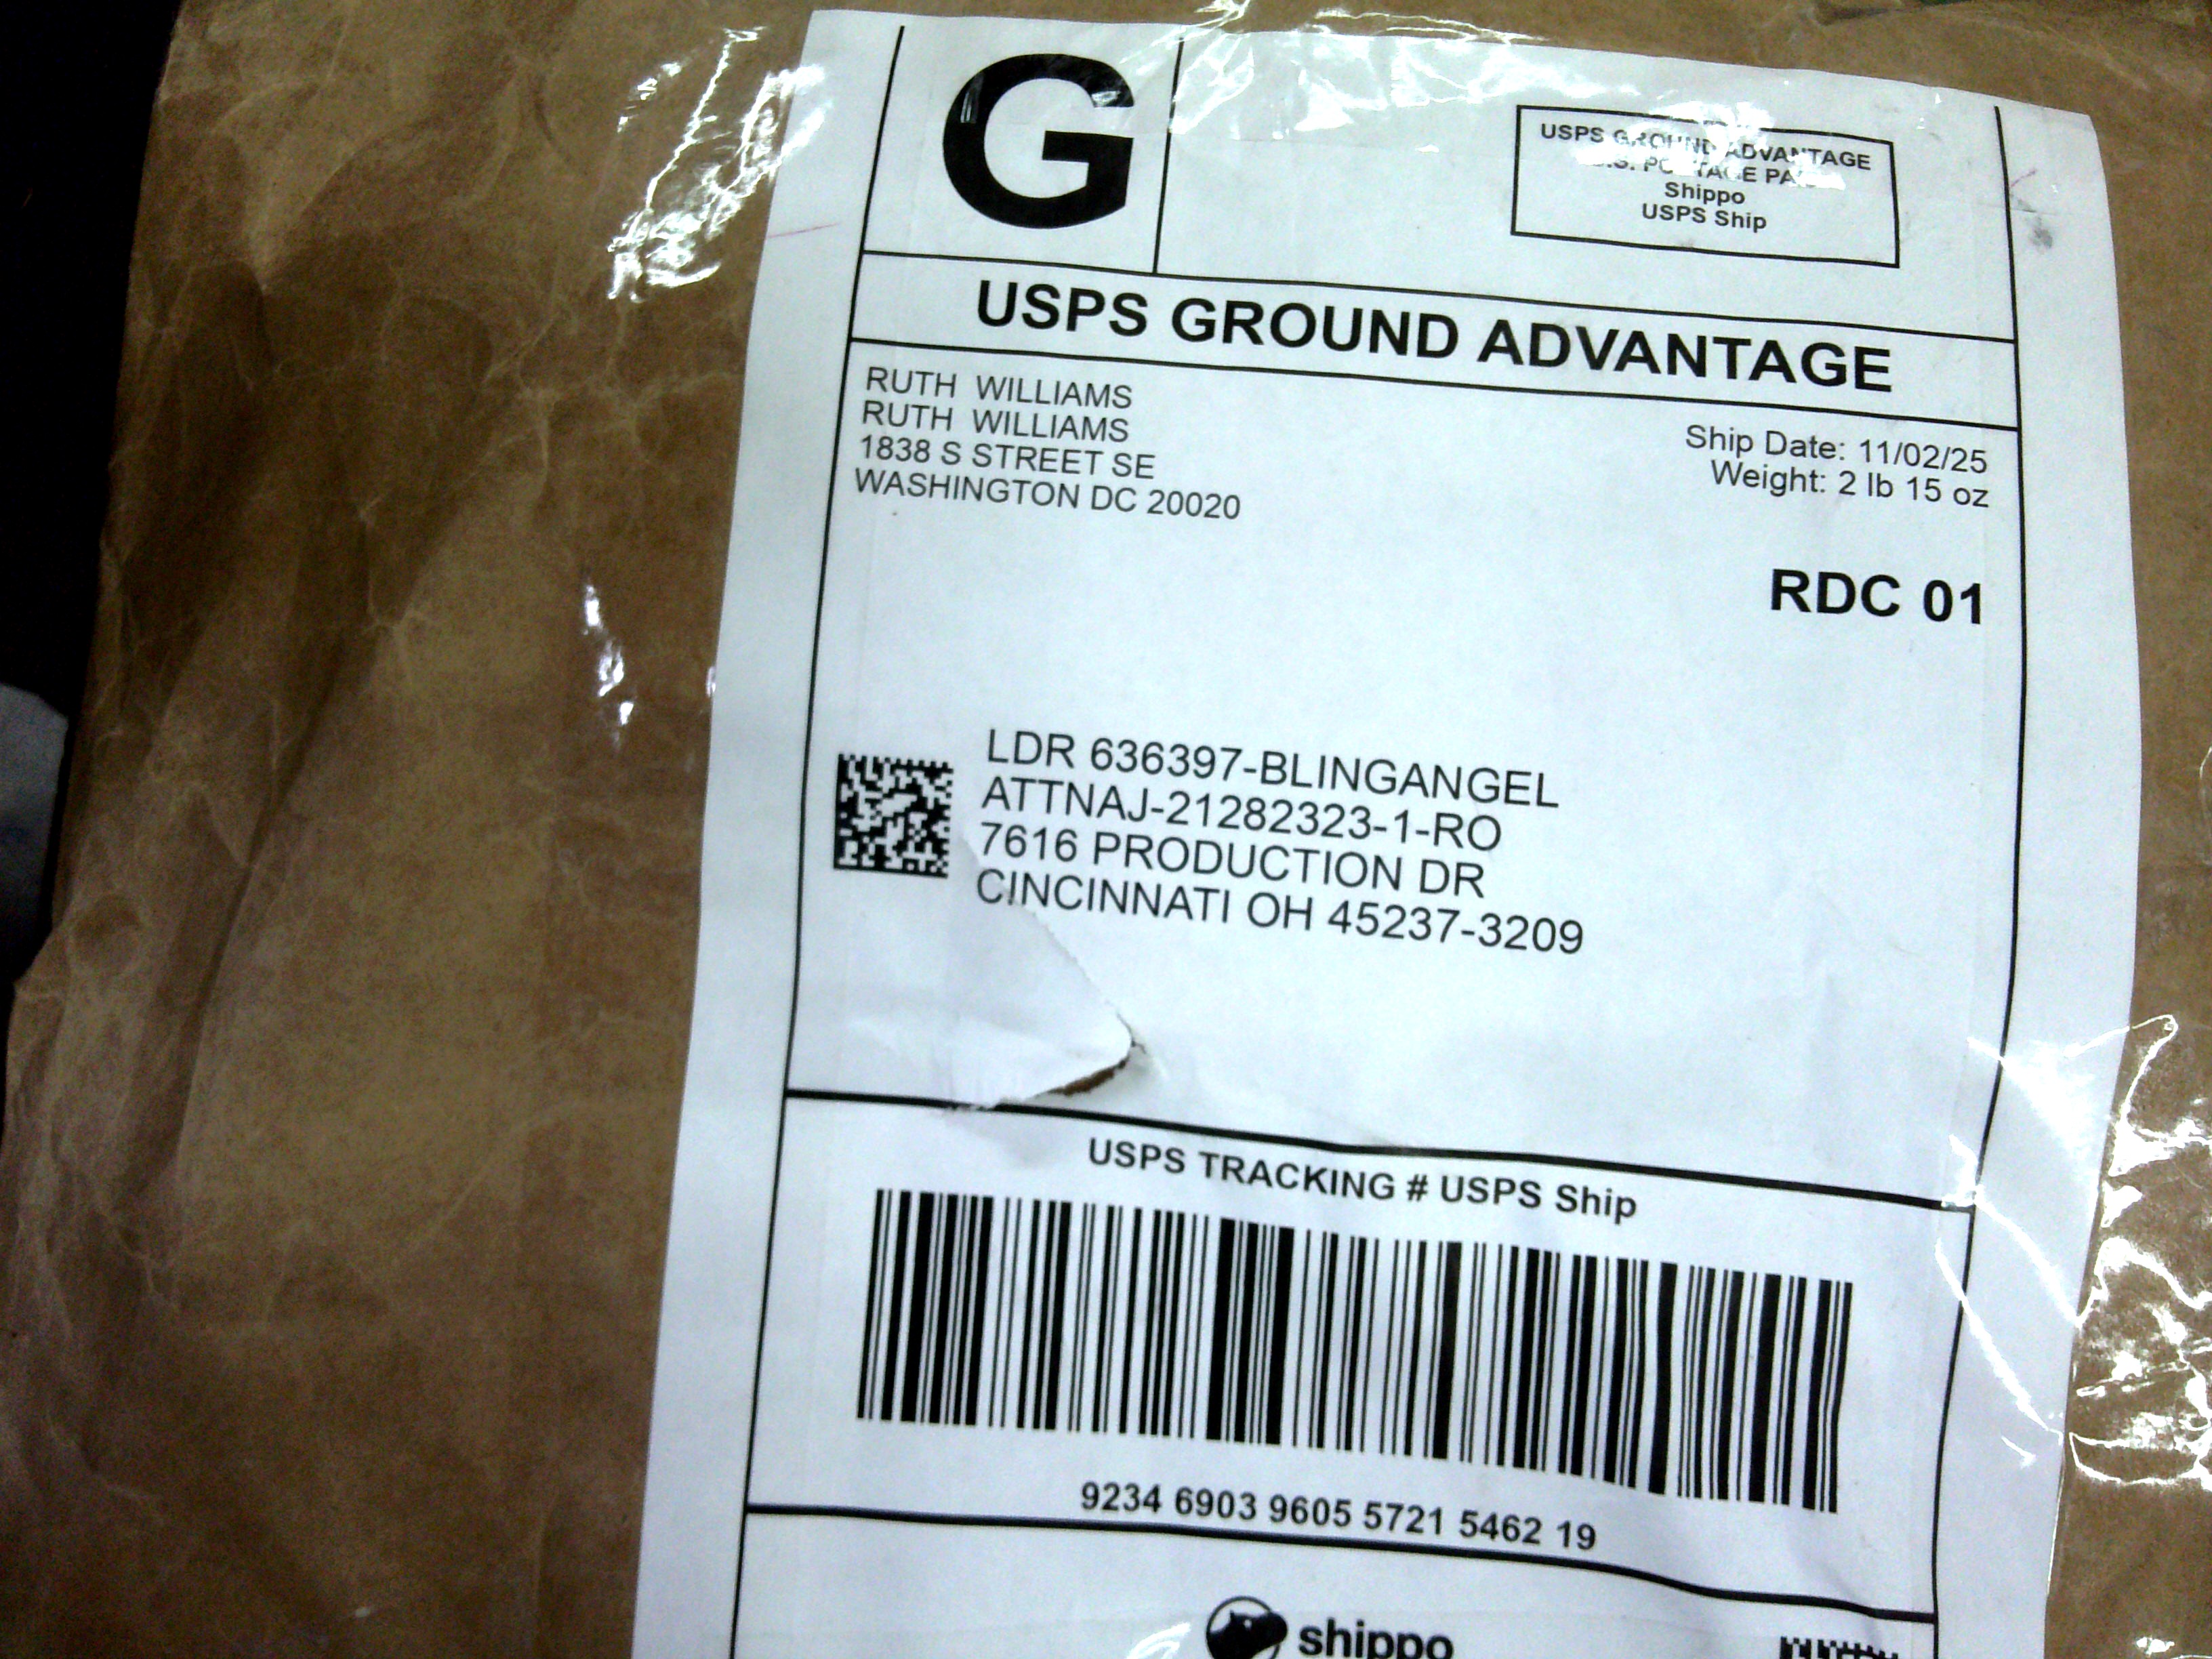 G
USPS GROUND ADVANTAGE
U.S. POSTAGE PAID
Shippo
USPS Ship
USPS GROUND ADVANTAGE
RUTH WILLIAMS
RUTH WILLIAMS
1838 S STREET SE
WASHINGTON DC 20020
Ship Date: 11/02/25
Weight: 2 lb 15 oz
RDC 01
LDR 636397-BLINGANGEL
ATTNAJ-21282323-1-RO
7616 PRODUCTION DR
CINCINNATI OH 45237-3209
USPS TRACKING # USPS Ship
9234 6903 9605 5721 5462 19
shippo